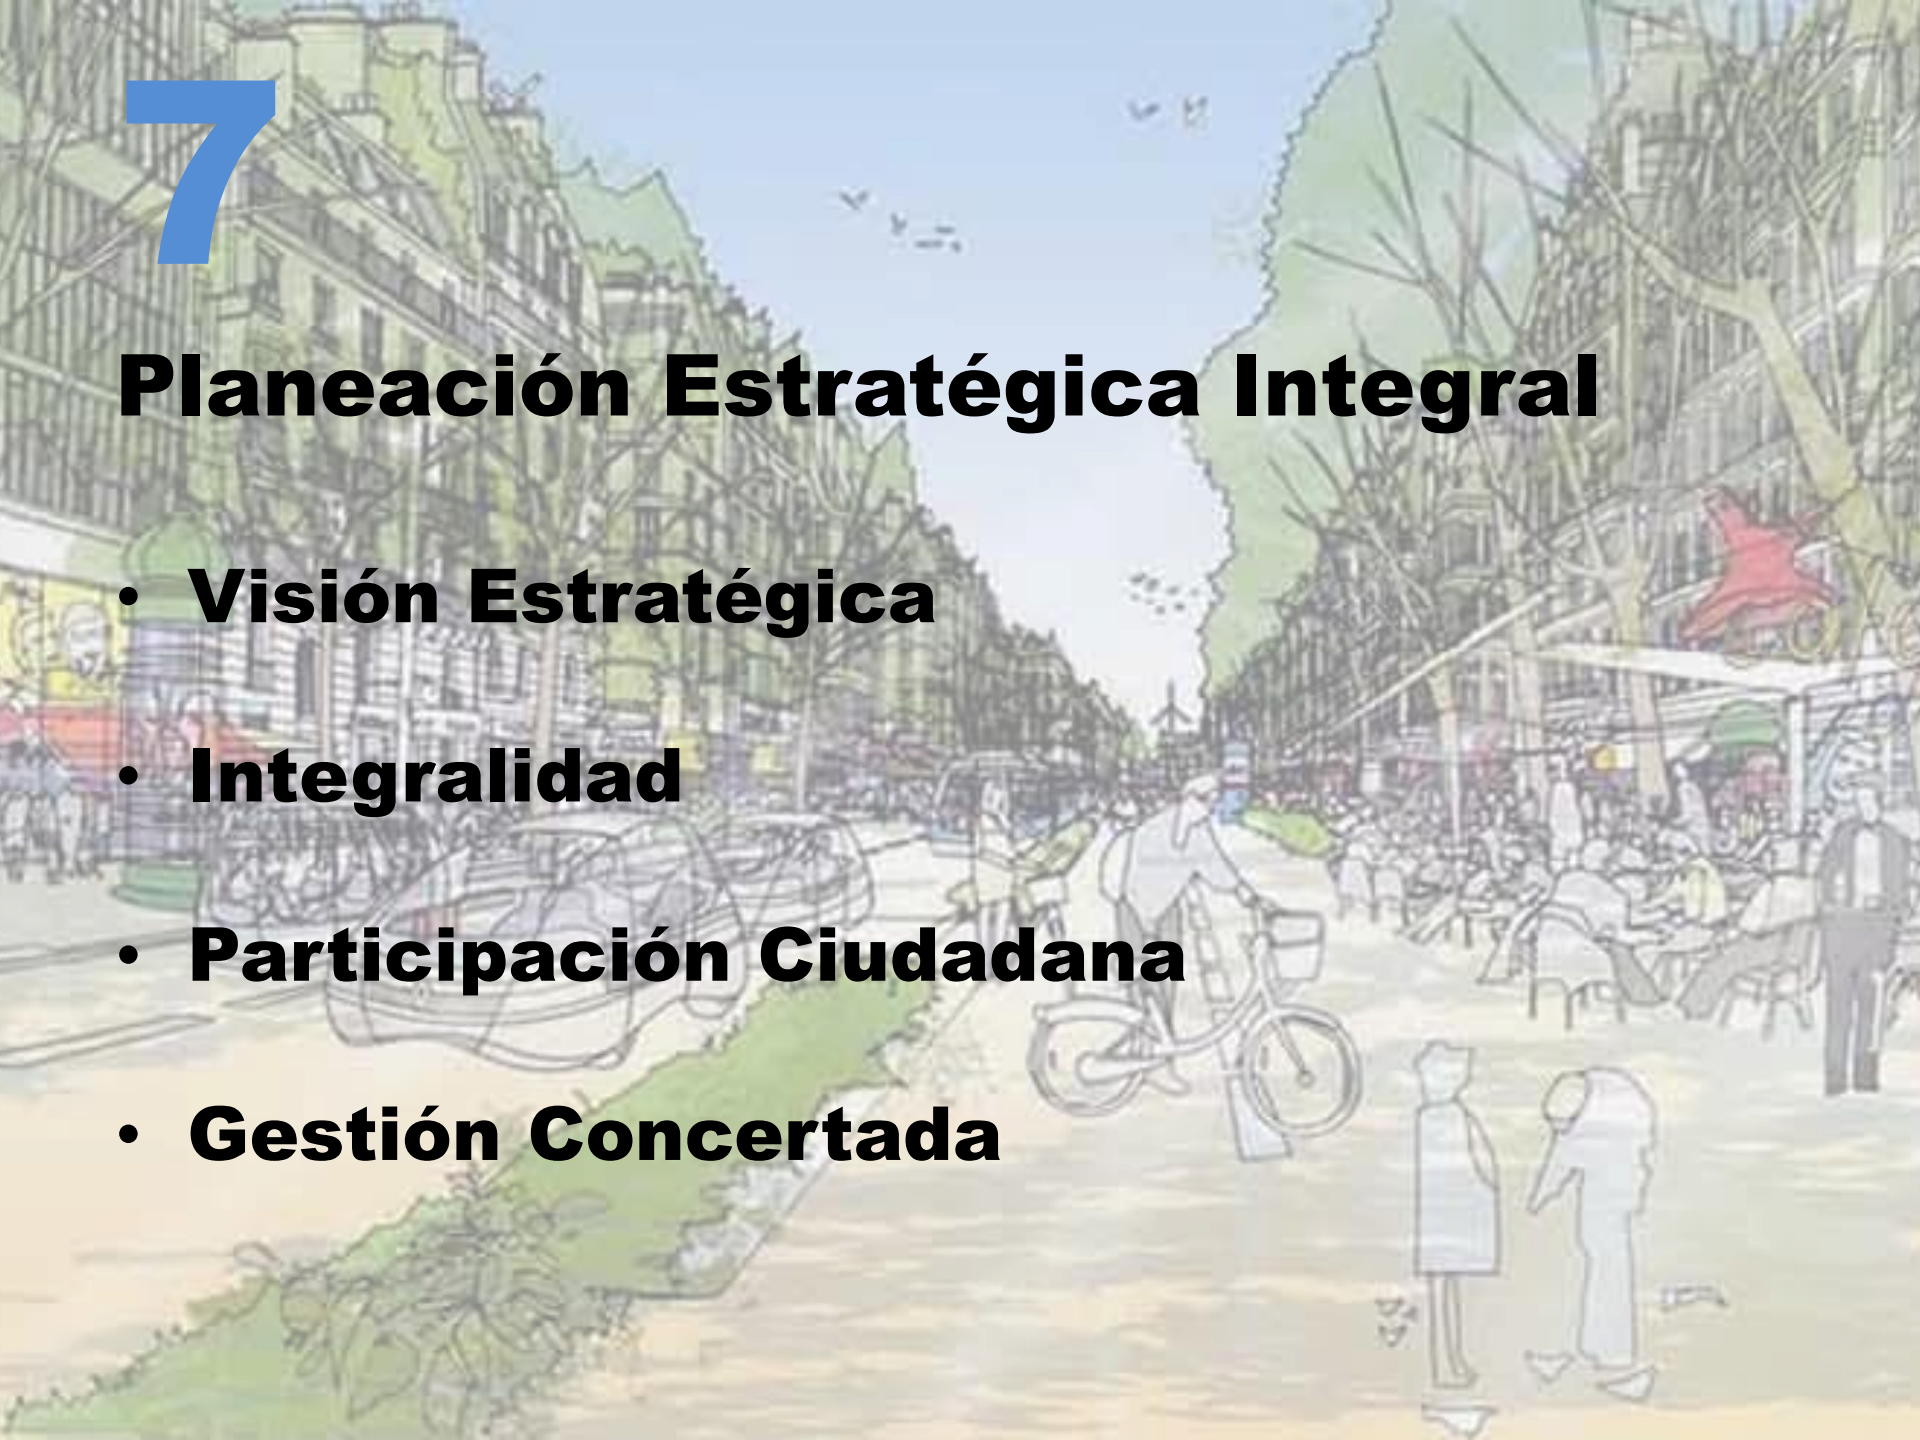 7
Planeación Estratégica Integral
• Visión Estratégica
• Integralidad
• Participación Ciudadana
• Gestión Concertada